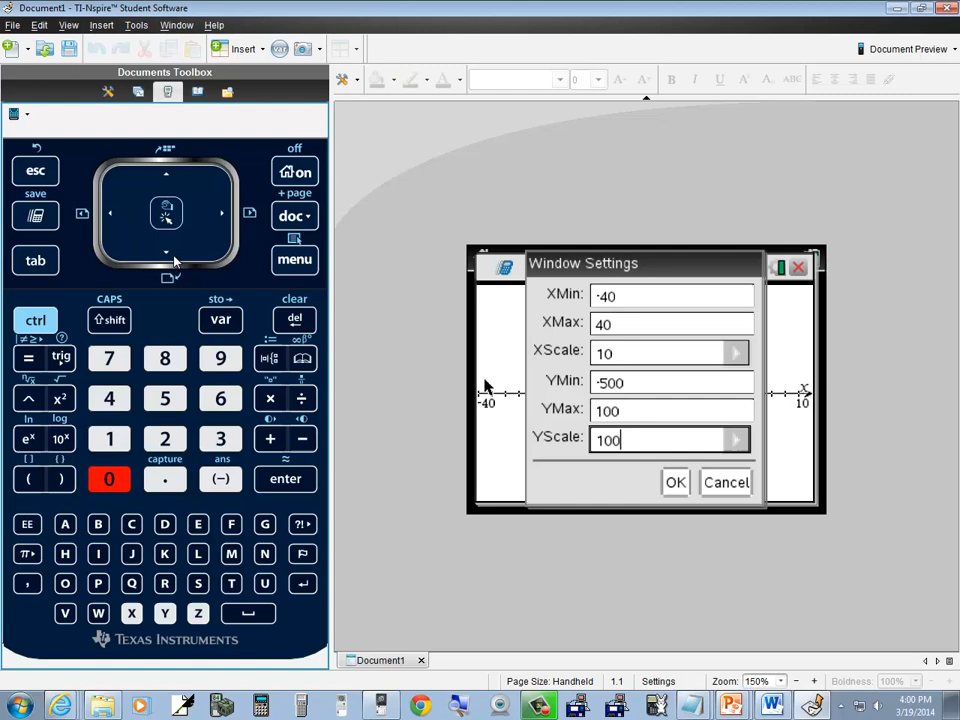 Document1 - TI-Nspire™ Student Software
File Edit View Insert Tools Window Help
Insert
VAR
Document Preview
Documents Toolbox
0
A⁻ A⁺
B I U ABC
off
esc
on
save
+ page
doc
tab
menu
CAPS sto→ clear
ctrl
shift
var
del
:= ∞β°
= trig 7 8 9
^ x² 4 5 6 × ÷
ln log
eˣ 10ˣ 1 2 3 + −
[ ] { } capture ans ≈
( ) 0 . (−) enter
EE A B C D E F G ?!
π H I J K L M N
, O P Q R S T U
V W X Y Z
TEXAS INSTRUMENTS
Window Settings
XMin: -40
XMax: 40
XScale: 10
YMin: -500
YMax: 100
YScale: 100
OK Cancel
-40
x
10
Document1
Page Size: Handheld 1.1 Settings Zoom: 150% Boldness: 100%
4:00 PM
3/19/2014